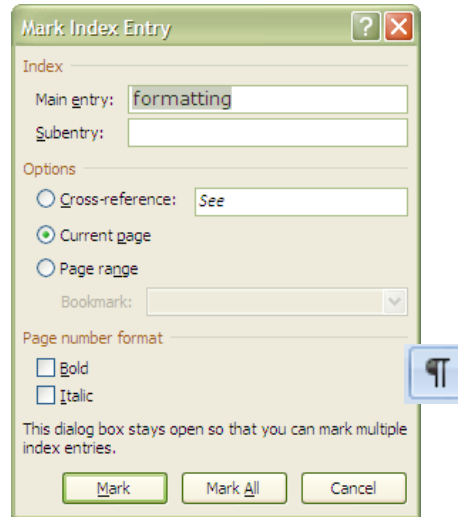 Mark Index Entry
Index
Main entry: formatting
Subentry:
Options
Cross-reference: See
Current page
Page range
Bookmark:
Page number format
Bold
¶
Italic
This dialog box stays open so that you can mark multiple
index entries.
Mark Mark All Cancel